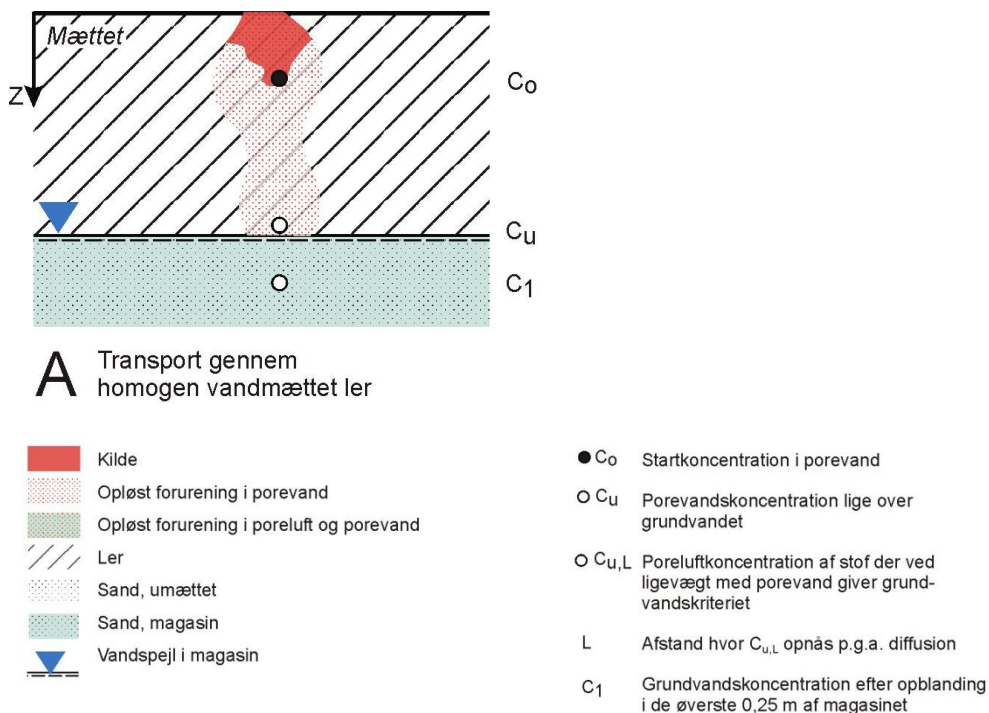 Mættet
Z
Co
Cu
C1
A Transport gennem
homogen vandmættet ler
Kilde
Opløst forurening i porevand
Opløst forurening i poreluft og porevand
Ler
Sand, umættet
Sand, magasin
Vandspejl i magasin
Co Startkoncentration i porevand
Cu Porevandskoncentration lige over
grundvandet
Cu,L Poreluftkoncentration af stof der ved
ligevægt med porevand giver grund-
vandskriteriet
L Afstand hvor Cu,L opnås p.g.a. diffusion
C1 Grundvandskoncentration efter opblanding
i de øverste 0,25 m af magasinet